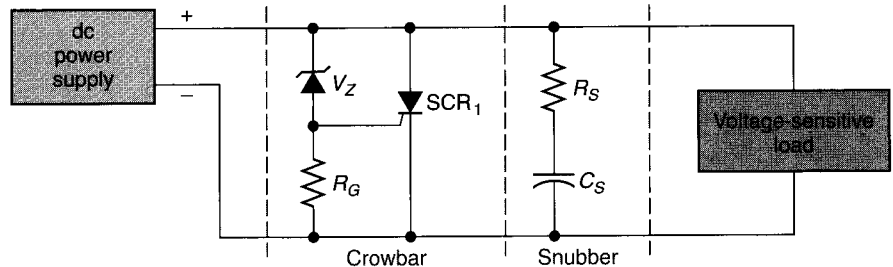 dc
power
supply
+
−
V_Z
SCR_1
R_G
R_S
C_S
Voltage-sensitive
load
Crowbar
Snubber